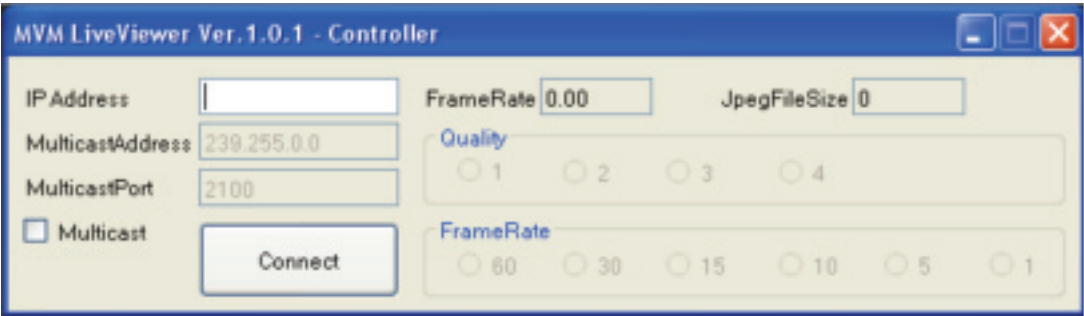 MVM LiveViewer Ver.1.0.1 - Controller
IP Address FrameRate 0.00 JpegFileSize 0
MulticastAddress 239.255.0.0 Quality
1 2 3 4
MulticastPort 2100
Multicast FrameRate
Connect 60 30 15 10 5 1